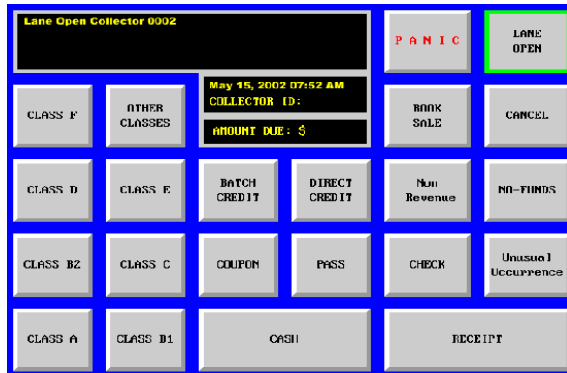 Lane Open Collector 0002
PANIC
LANE
OPEN
May 15, 2002 07:52 AM
COLLECTOR ID:
AMOUNT DUE: $
CLASS F
OTHER
CLASSES
BOOK
SALE
CANCEL
CLASS D
CLASS E
BATCH
CREDIT
DIRECT
CREDIT
Non
Revenue
NO-FUNDS
CLASS B2
CLASS C
COUPON
PASS
CHECK
Unusual
Occurrence
CLASS A
CLASS B1
CASH
RECEIPT